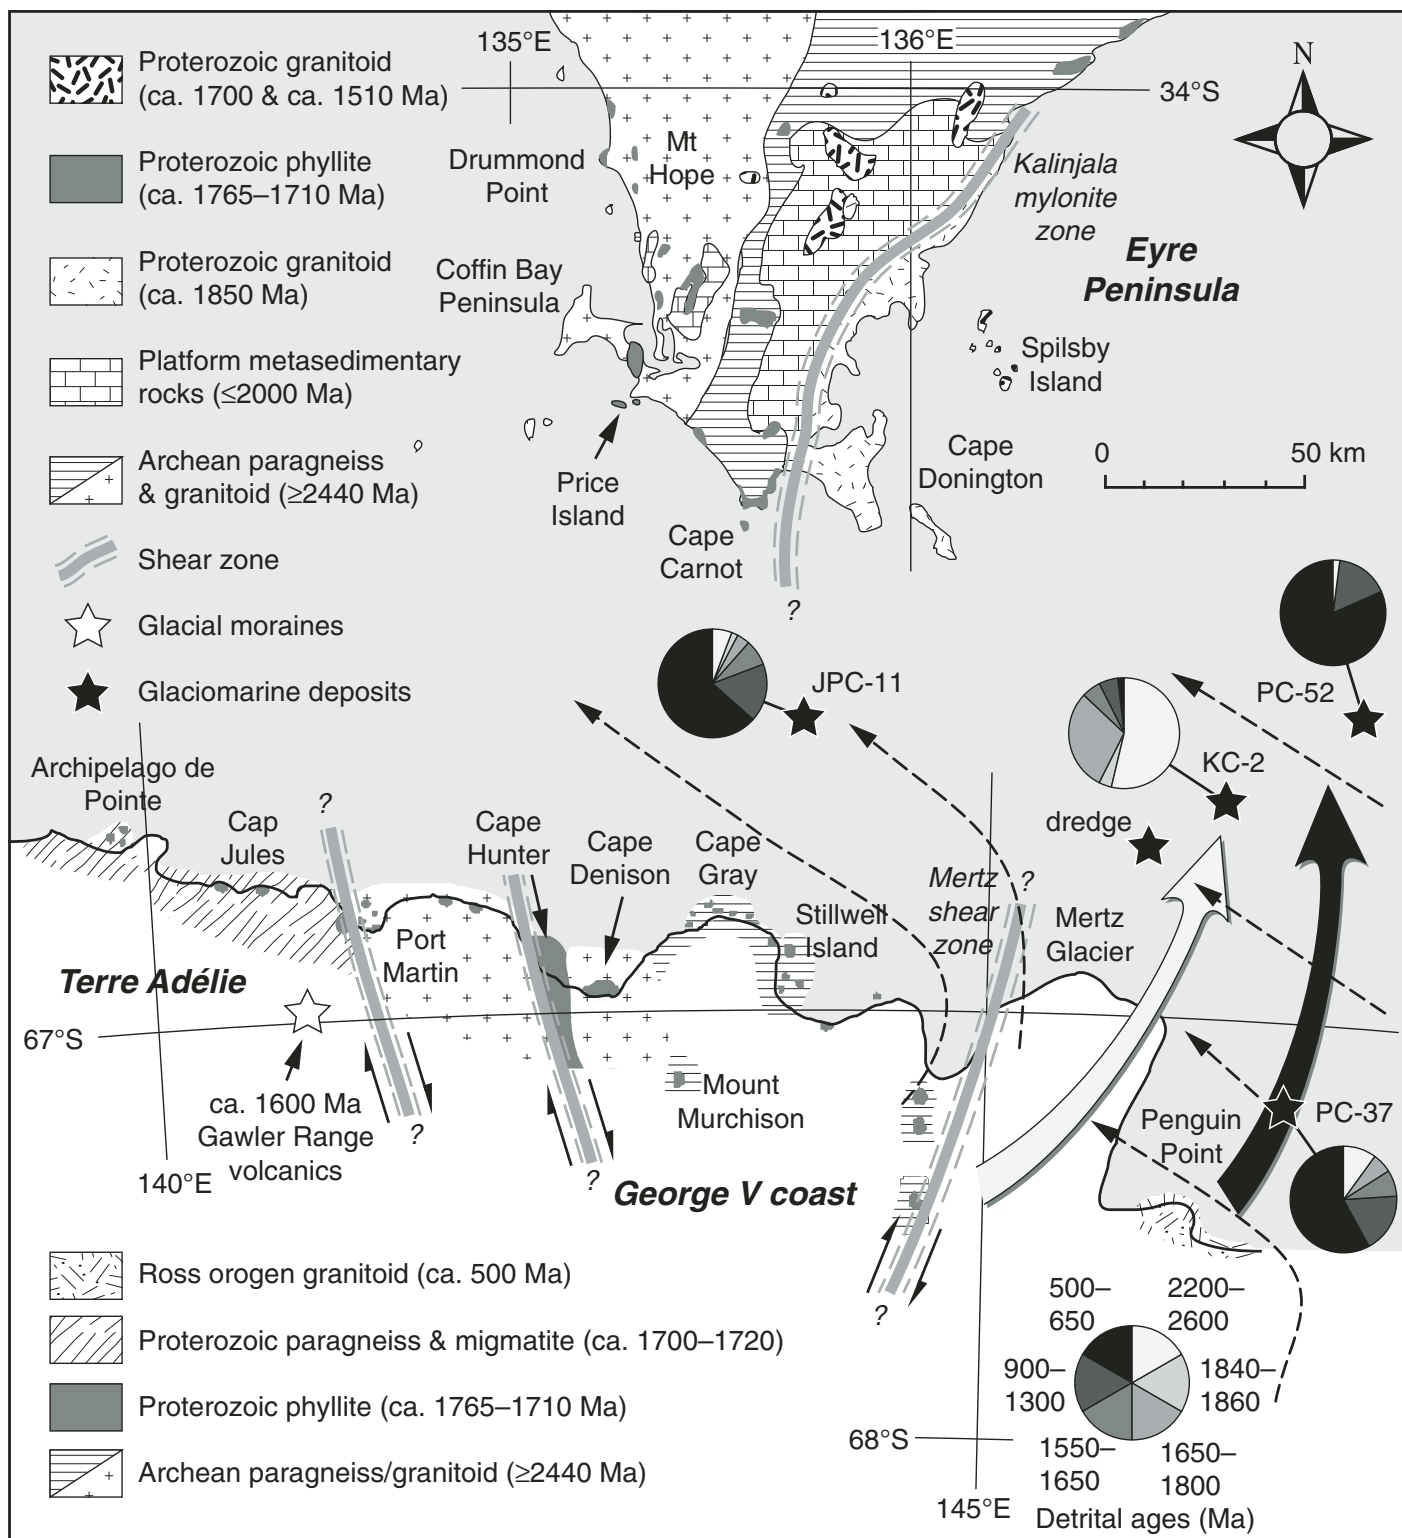 135°E
136°E
N
34°S
Proterozoic granitoid
(ca. 1700 & ca. 1510 Ma)
Proterozoic phyllite
(ca. 1765–1710 Ma)
Proterozoic granitoid
(ca. 1850 Ma)
Platform metasedimentary
rocks (≤2000 Ma)
Archean paragneiss
& granitoid (≥2440 Ma)
Shear zone
Glacial moraines
Glaciomarine deposits
Drummond
Point
Mt
Hope
Kalinjala
mylonite
zone
Eyre
Peninsula
Coffin Bay
Peninsula
Spilsby
Island
Price
Island
Cape
Carnot
Cape
Donington
0
50 km
?
JPC-11
PC-52
KC-2
dredge
Archipelago de
Pointe
Cap
Jules
?
Cape
Hunter
Cape
Denison
Cape
Gray
Stillwell
Island
Mertz
shear
zone
?
Mertz
Glacier
Port
Martin
Terre Adélie
67°S
ca. 1600 Ma
Gawler Range
volcanics
140°E
?
?
Mount
Murchison
George V coast
Penguin
Point
PC-37
?
Ross orogen granitoid (ca. 500 Ma)
Proterozoic paragneiss & migmatite (ca. 1700–1720)
Proterozoic phyllite (ca. 1765–1710 Ma)
Archean paragneiss/granitoid (≥2440 Ma)
500–
650
2200–
2600
900–
1300
1840–
1860
1550–
1650
1650–
1800
68°S
145°E
Detrital ages (Ma)